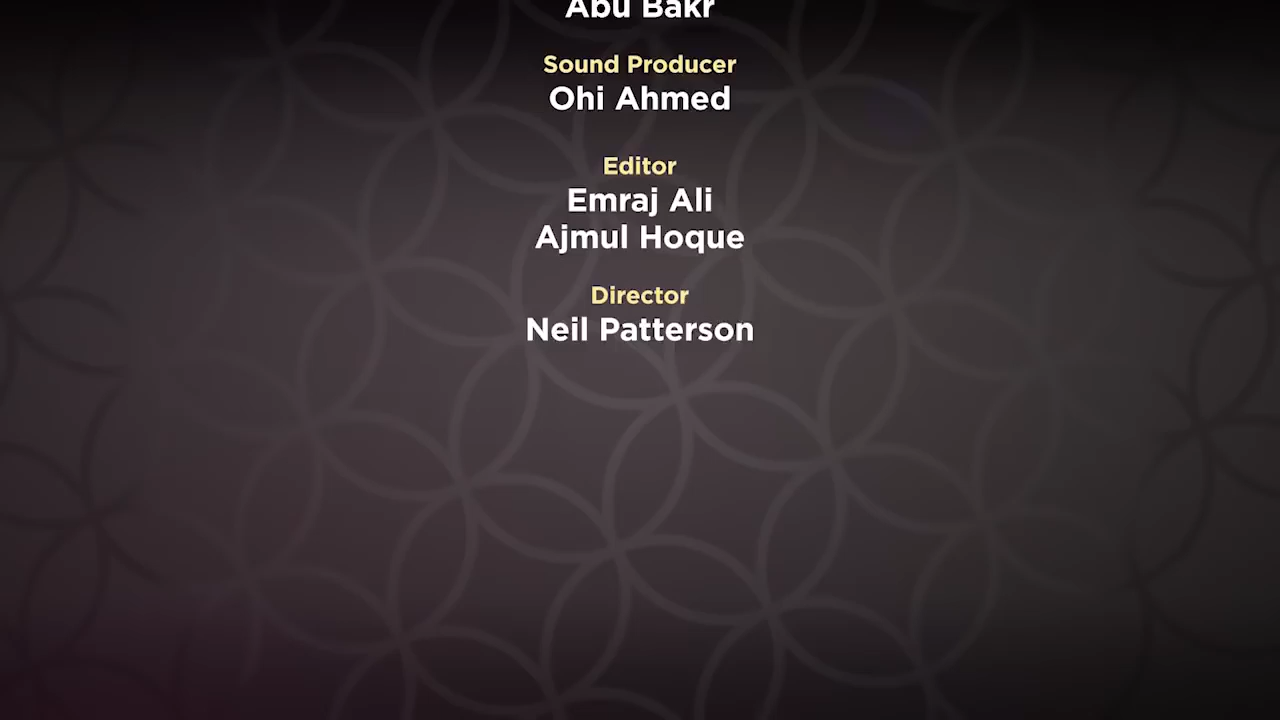 Abu Bakr
Sound Producer
Ohi Ahmed
Editor
Emraj Ali
Ajmul Hoque
Director
Neil Patterson